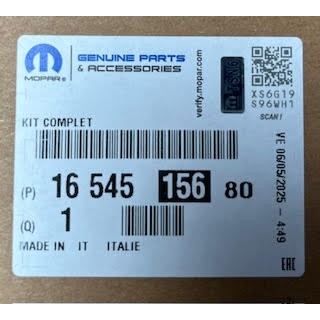 MOPAR®
GENUINE PARTS
& ACCESSORIES
verify.mopar.com
XS6G19
S96WH1
SCAN!
KIT COMPLET
VE 06/05/2025 - 4:49
(P) 16 545 156 80
(Q) 1
MADE IN IT ITALIE
EAC